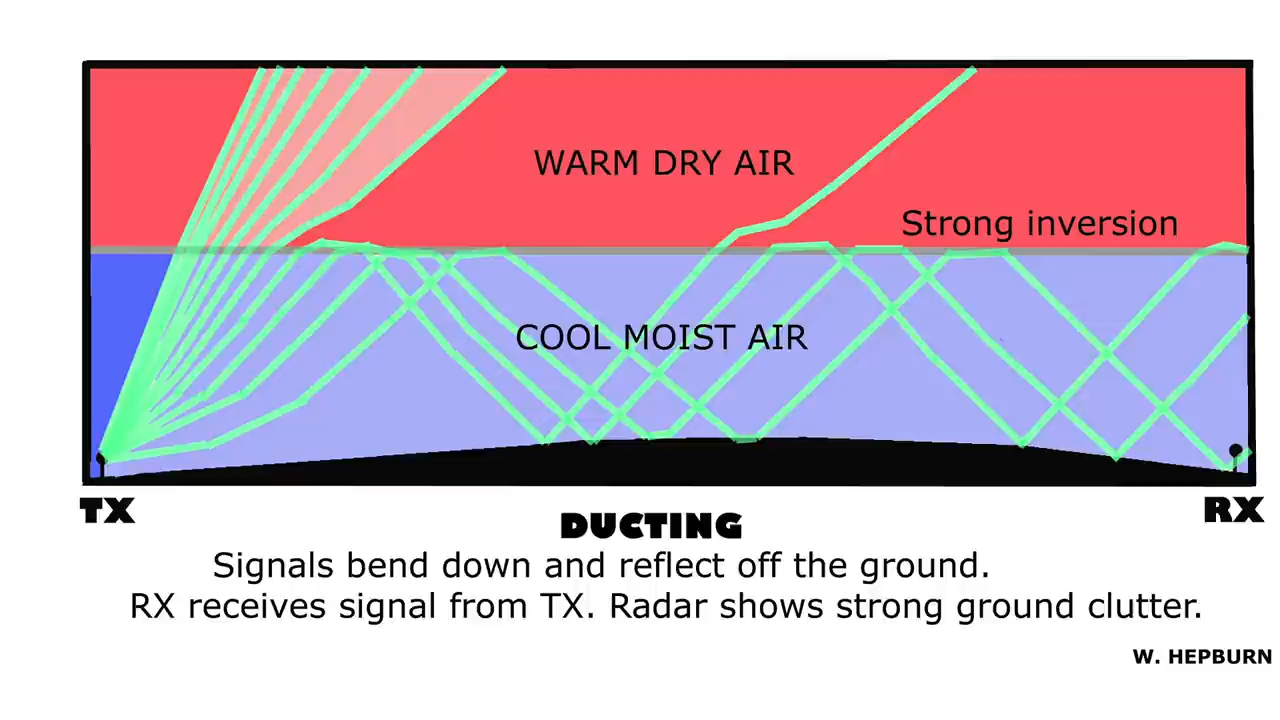 WARM DRY AIR
Strong inversion
COOL MOIST AIR
TX
RX
DUCTING
Signals bend down and reflect off the ground.
RX receives signal from TX. Radar shows strong ground clutter.
W. HEPBURN